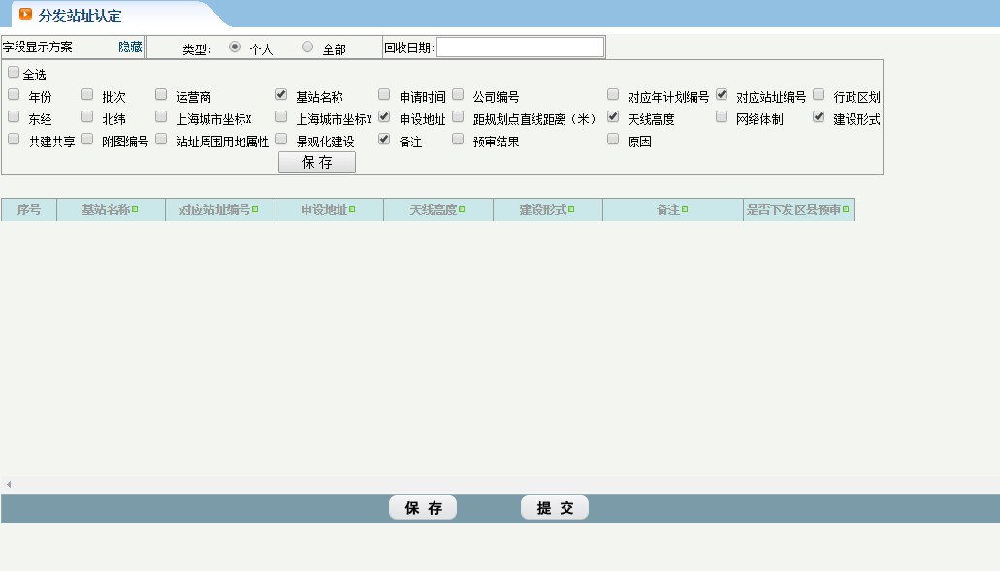 分发站址认定
字段显示方案 隐藏 类型: 个人 全部 回收日期:
全选
年份 批次 运营商 基站名称 申请时间 公司编号 对应年计划编号 对应站址编号 行政区划
东经 北纬 上海城市坐标X 上海城市坐标Y 申设地址 距规划点直线距离（米） 天线高度 网络体制 建设形式
共建共享 附图编号 站址周围用地属性 景观化建设 备注 预审结果 原因
保 存
序号 基站名称 对应站址编号 申设地址 天线高度 建设形式 备注 是否下发区县预审
保 存 提 交